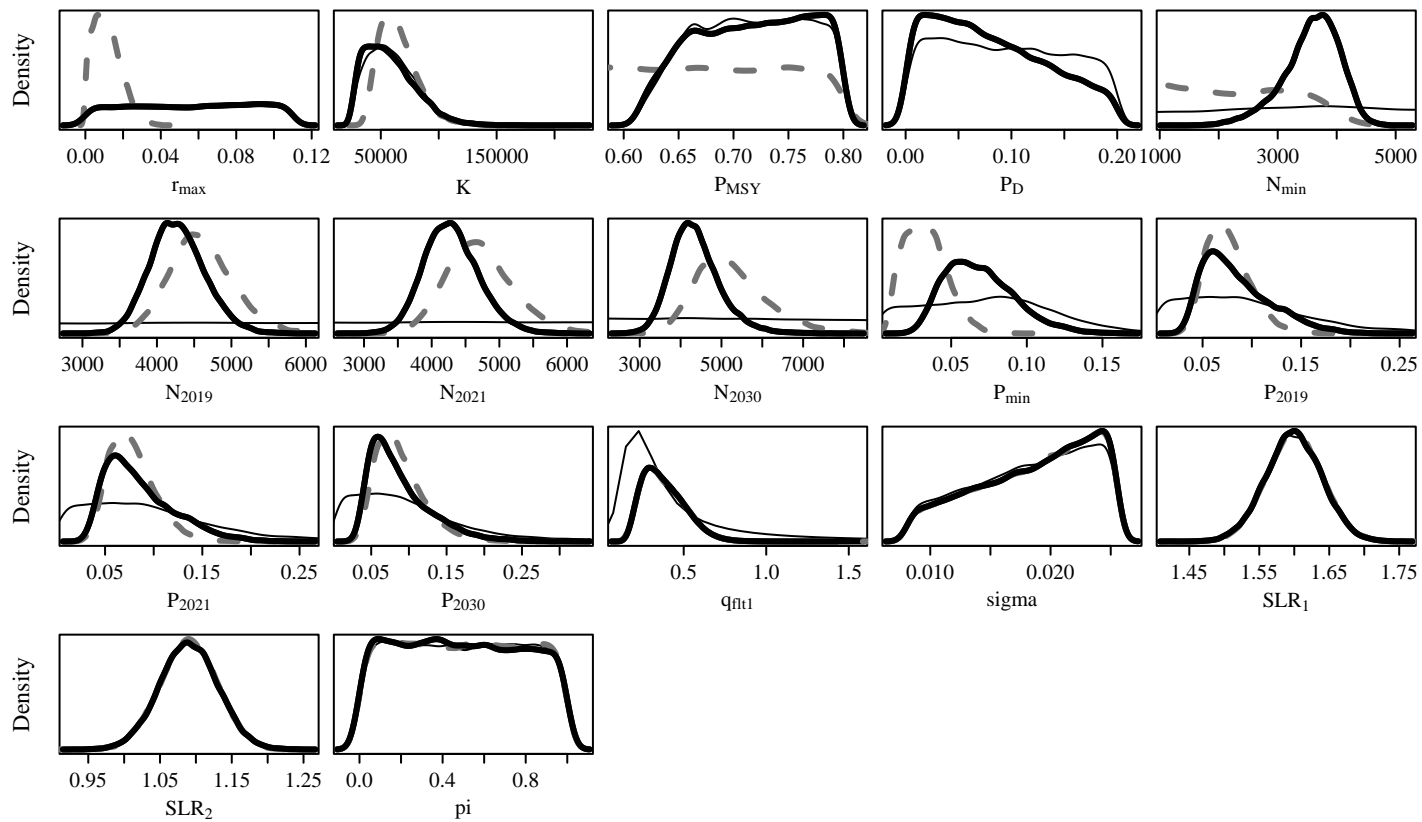 Density
0.00 0.04 0.08 0.12
r_max
50000 150000
K
0.60 0.65 0.70 0.75 0.80
P_MSY
0.00 0.10 0.20
P_D
1000 3000 5000
N_min
Density
3000 4000 5000 6000
N_2019
3000 4000 5000 6000
N_2021
3000 5000 7000
N_2030
0.05 0.10 0.15
P_min
0.05 0.15 0.25
P_2019
Density
0.05 0.15 0.25
P_2021
0.05 0.15 0.25
P_2030
0.5 1.0 1.5
q_flt1
0.010 0.020
sigma
1.45 1.55 1.65 1.75
SLR_1
Density
0.95 1.05 1.15 1.25
SLR_2
0.0 0.4 0.8
pi